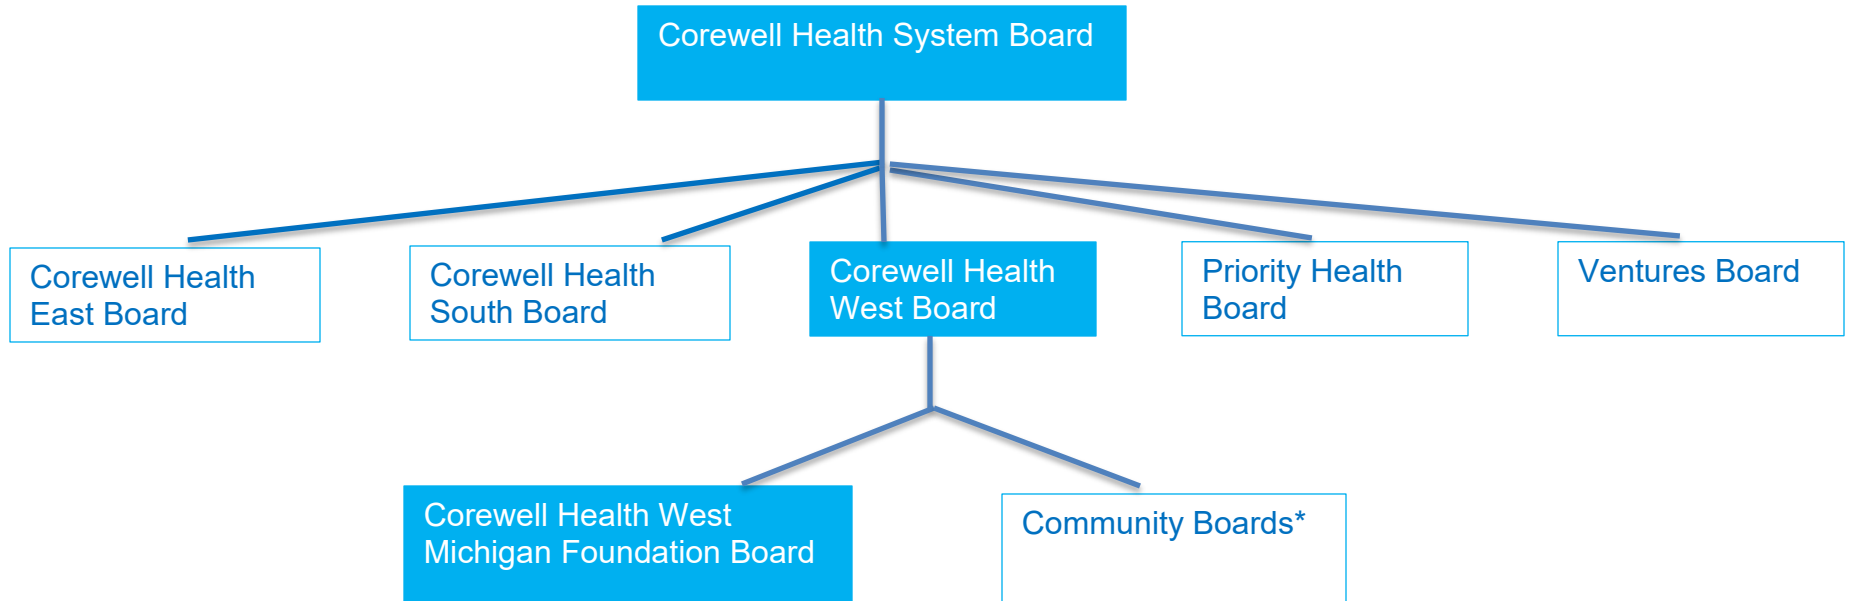 Corewell Health System Board
Corewell Health
East Board
Corewell Health
South Board
Corewell Health
West Board
Priority Health
Board
Ventures Board
Corewell Health West
Michigan Foundation Board
Community Boards*